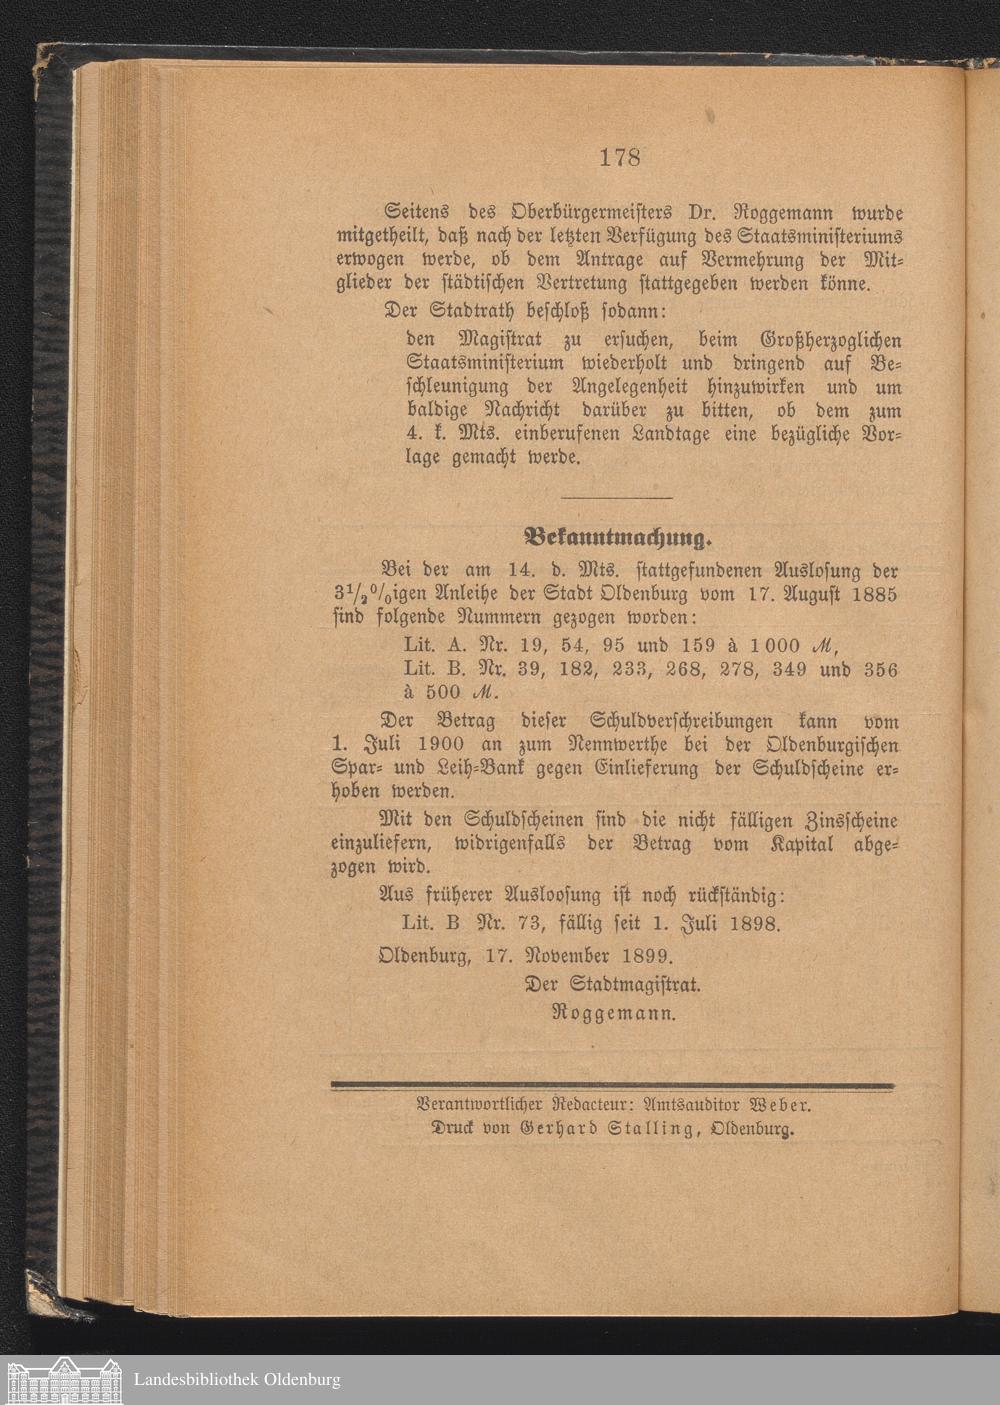 178
Seitens des Oberbürgermeisters Dr. Roggemann wurde
mitgetheilt, daß nach der letzten Verfügung des Staatsministeriums
erwogen werde, ob dem Antrage auf Vermehrung der Mit-
glieder der städtischen Vertretung stattgegeben werden könne.
Der Stadtrath beschloß sodann:
den Magistrat zu ersuchen, beim Großherzoglichen
Staatsministerium wiederholt und dringend auf Be-
schleunigung der Angelegenheit hinzuwirken und um
baldige Nachricht darüber zu bitten, ob dem zum
4. k. Mts. einberufenen Landtage eine bezügliche Vor-
lage gemacht werde.
Bekanntmachung.
Bei der am 14. d. Mts. stattgefundenen Auslosung der
3½%igen Anleihe der Stadt Oldenburg vom 17. August 1885
sind folgende Nummern gezogen worden:
Lit. A. Nr. 19, 54, 95 und 159 à 1000 ℳ,
Lit. B. Nr. 39, 182, 233, 268, 278, 349 und 356
à 500 ℳ.
Der Betrag dieser Schuldverschreibungen kann vom
1. Juli 1900 an zum Nennwerthe bei der Oldenburgischen
Spar- und Leih-Bank gegen Einlieferung der Schuldscheine er-
hoben werden.
Mit den Schuldscheinen sind die nicht fälligen Zinsscheine
einzuliefern, widrigenfalls der Betrag vom Kapital abge-
zogen wird.
Aus früherer Ausloosung ist noch rückständig:
Lit. B Nr. 73, fällig seit 1. Juli 1898.
Oldenburg, 17. November 1899.
Der Stadtmagistrat.
Roggemann.
Verantwortlicher Redacteur: Amtsauditor Weber.
Druck von Gerhard Stalling, Oldenburg.
Landesbibliothek Oldenburg